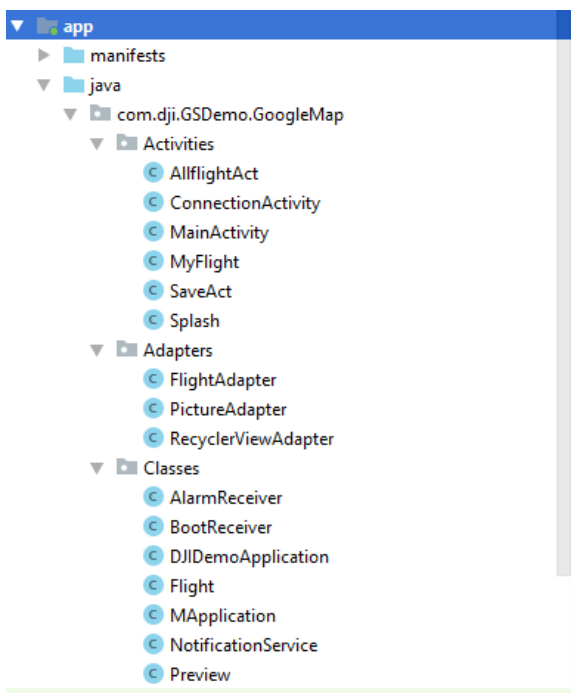 app
manifests
java
com.dji.GSDemo.GoogleMap
Activities
AllflightAct
ConnectionActivity
MainActivity
MyFlight
SaveAct
Splash
Adapters
FlightAdapter
PictureAdapter
RecyclerViewAdapter
Classes
AlarmReceiver
BootReceiver
DJIDemoApplication
Flight
MApplication
NotificationService
Preview